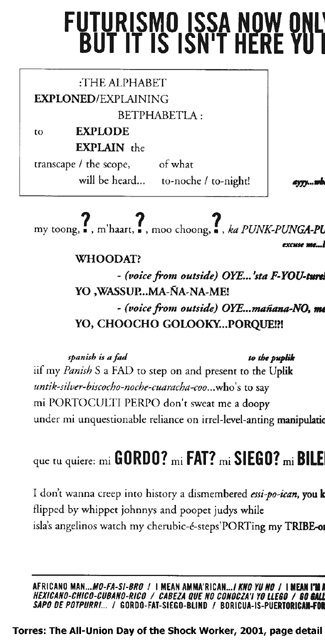 FUTURISMO ISSA NOW ONLY
BUT IT IS ISN'T HERE YU
:THE ALPHABET
EXPLONED/EXPLAINING
BETPHABETLA :
to EXPLODE
EXPLAIN the
transcape / the scope, of what
will be heard... to-noche / to-night!
ayyy...wh
my toong,?, m'haart,?, moo choong,?, ka PUNK-PUNGA-PU
excuse me...
WHOODAT?
- (voice from outside) OYE...'sta F-YOU-ture
YO ,WASSUP...MA-ÑA-NA-ME!
- (voice from outside) OYE...mañana-NO, m
YO, CHOOCHO GOLOOKY...PORQUE!?!
spanish is a fad to the puplik
iif my Panish S a FAD to step on and present to the Uplik
untik-silver-biscocho-noche-cuaracha-coo...who's to say
mi PORTOCULTI PERPO don't sweat me a doopy
under mi unquestionable reliance on irrel-level-anting manipulatio
que tu quiere: mi GORDO? mi FAT? mi SIEGO? mi BILE
I don't wanna creep into history a dismembered essi-po-ican, you k
flipped by whippet johnnys and poopet judys while
isla's angelinos watch my cherubic-é-steps'PORTing my TRIBE-o
AFRICANO MAN...MO-FA-SI-BRO / I MEAN AMMA'RICAN...I KNO YU NO / I MEAN I'M
HEXICANO-CHICO-CUBANO-RICO / CABEZA QUE NO CONOCZA'I YO LLEGO / GO GALL
SAPO DE POTPURRI... / GORDO-FAT-SIEGO-BLIND / BORICUA-IS-PUERTORICAN-FO
Torres: The All-Union Day of the Shock Worker, 2001, page detail